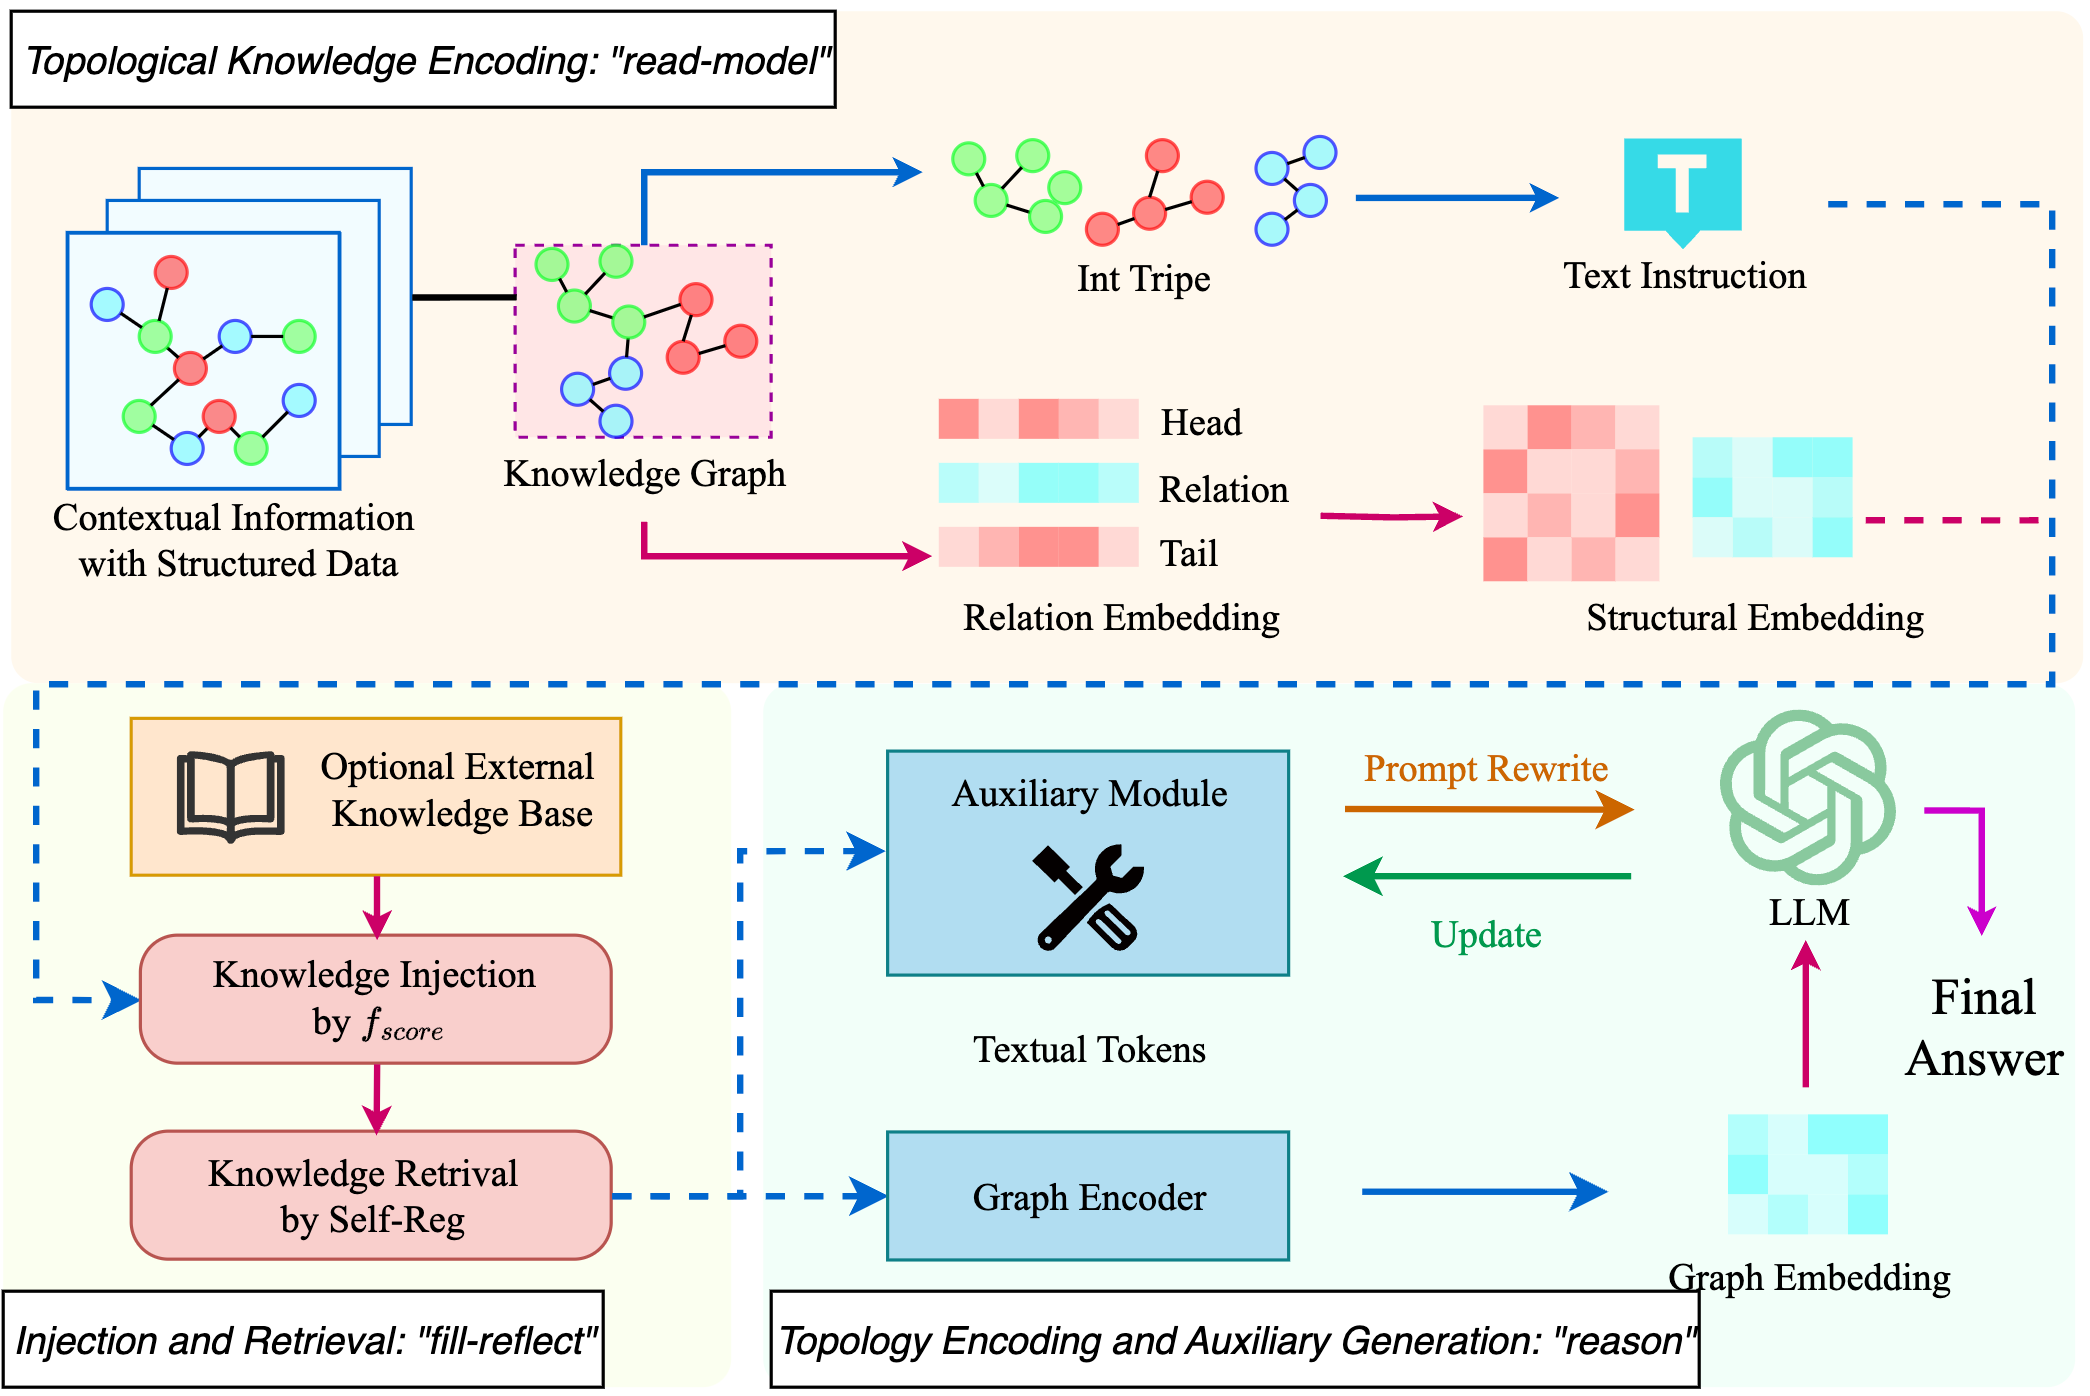 Topological Knowledge Encoding: "read-model"
T
Int Tripe
Text Instruction
Head
Relation
Tail
Knowledge Graph
Contextual Information
with Structured Data
Relation Embedding
Structural Embedding
Optional External
Knowledge Base
Knowledge Injection
by f_score
Knowledge Retrival
by Self-Reg
Injection and Retrieval: "fill-reflect"
Auxiliary Module
Prompt Rewrite
Update
LLM
Final
Answer
Textual Tokens
Graph Encoder
Graph Embedding
Topology Encoding and Auxiliary Generation: "reason"